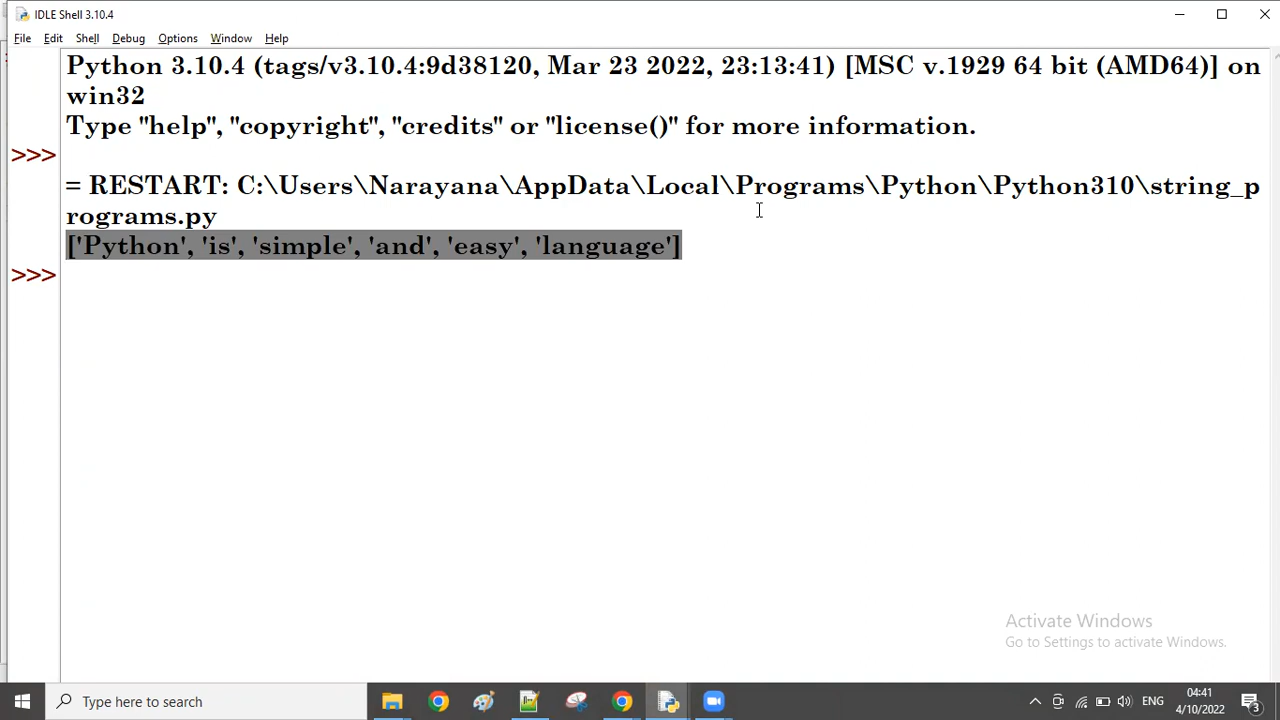 IDLE Shell 3.10.4
File Edit Shell Debug Options Window Help
Python 3.10.4 (tags/v3.10.4:9d38120, Mar 23 2022, 23:13:41) [MSC v.1929 64 bit (AMD64)] on
win32
Type "help", "copyright", "credits" or "license()" for more information.
>>>
= RESTART: C:\Users\Narayana\AppData\Local\Programs\Python\Python310\string_p
rograms.py
['Python', 'is', 'simple', 'and', 'easy', 'language']
>>>
Activate Windows
Go to Settings to activate Windows.
Type here to search
ENG
04:41
4/10/2022
3